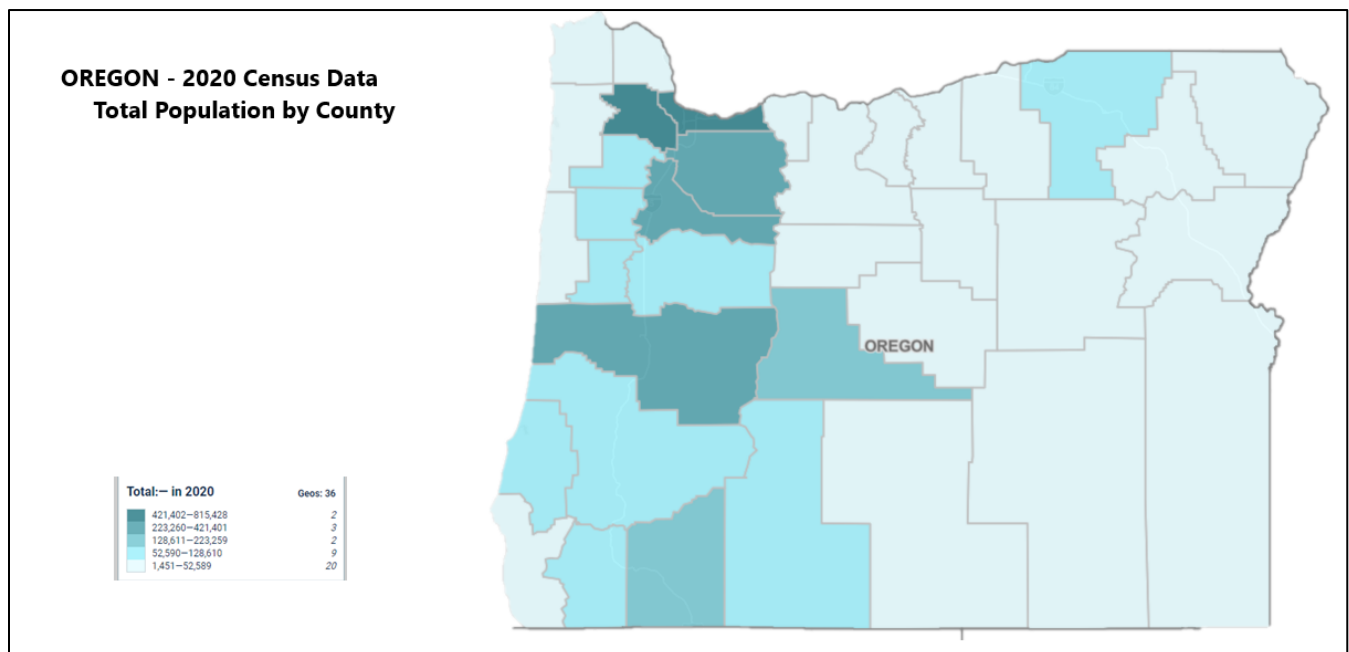 OREGON - 2020 Census Data
Total Population by County
OREGON
Total:— in 2020 Geos: 36
421,402—815,428 2
223,260—421,401 3
128,611—223,259 2
52,590—128,610 9
1,451—52,589 20